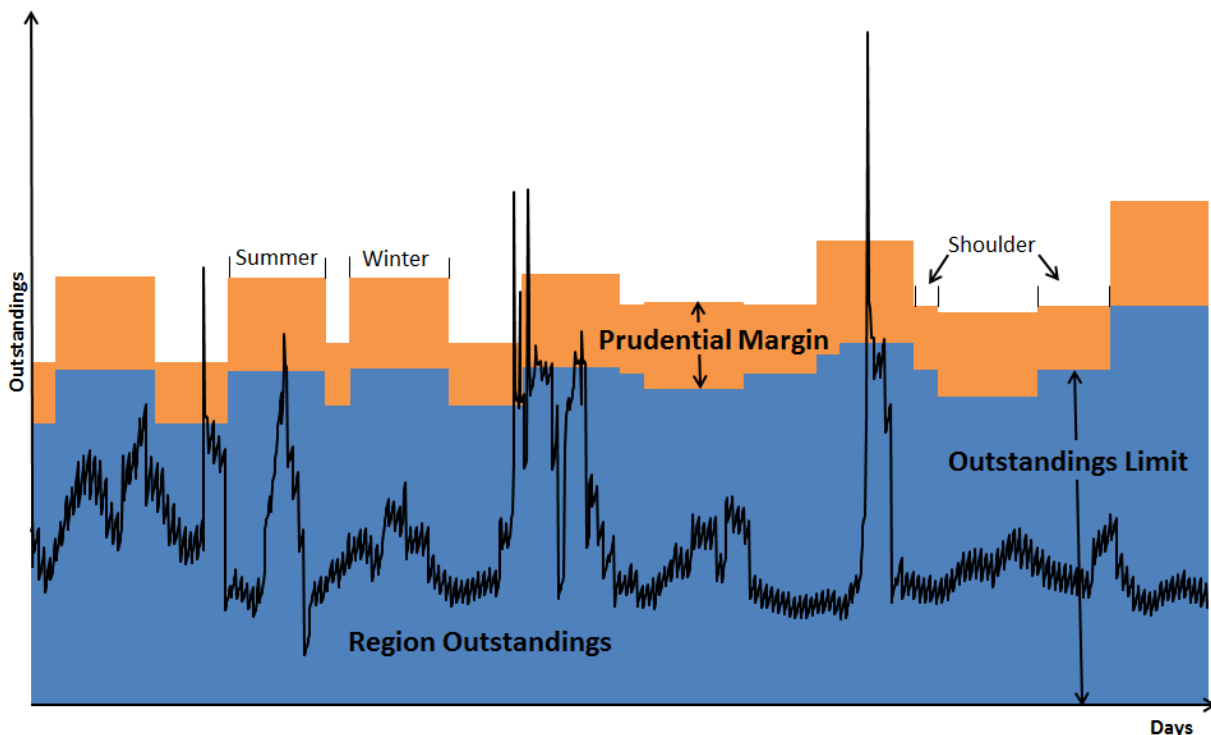 Summer
Winter
Shoulder
Prudential Margin
Outstandings
Outstandings Limit
Region Outstandings
Days